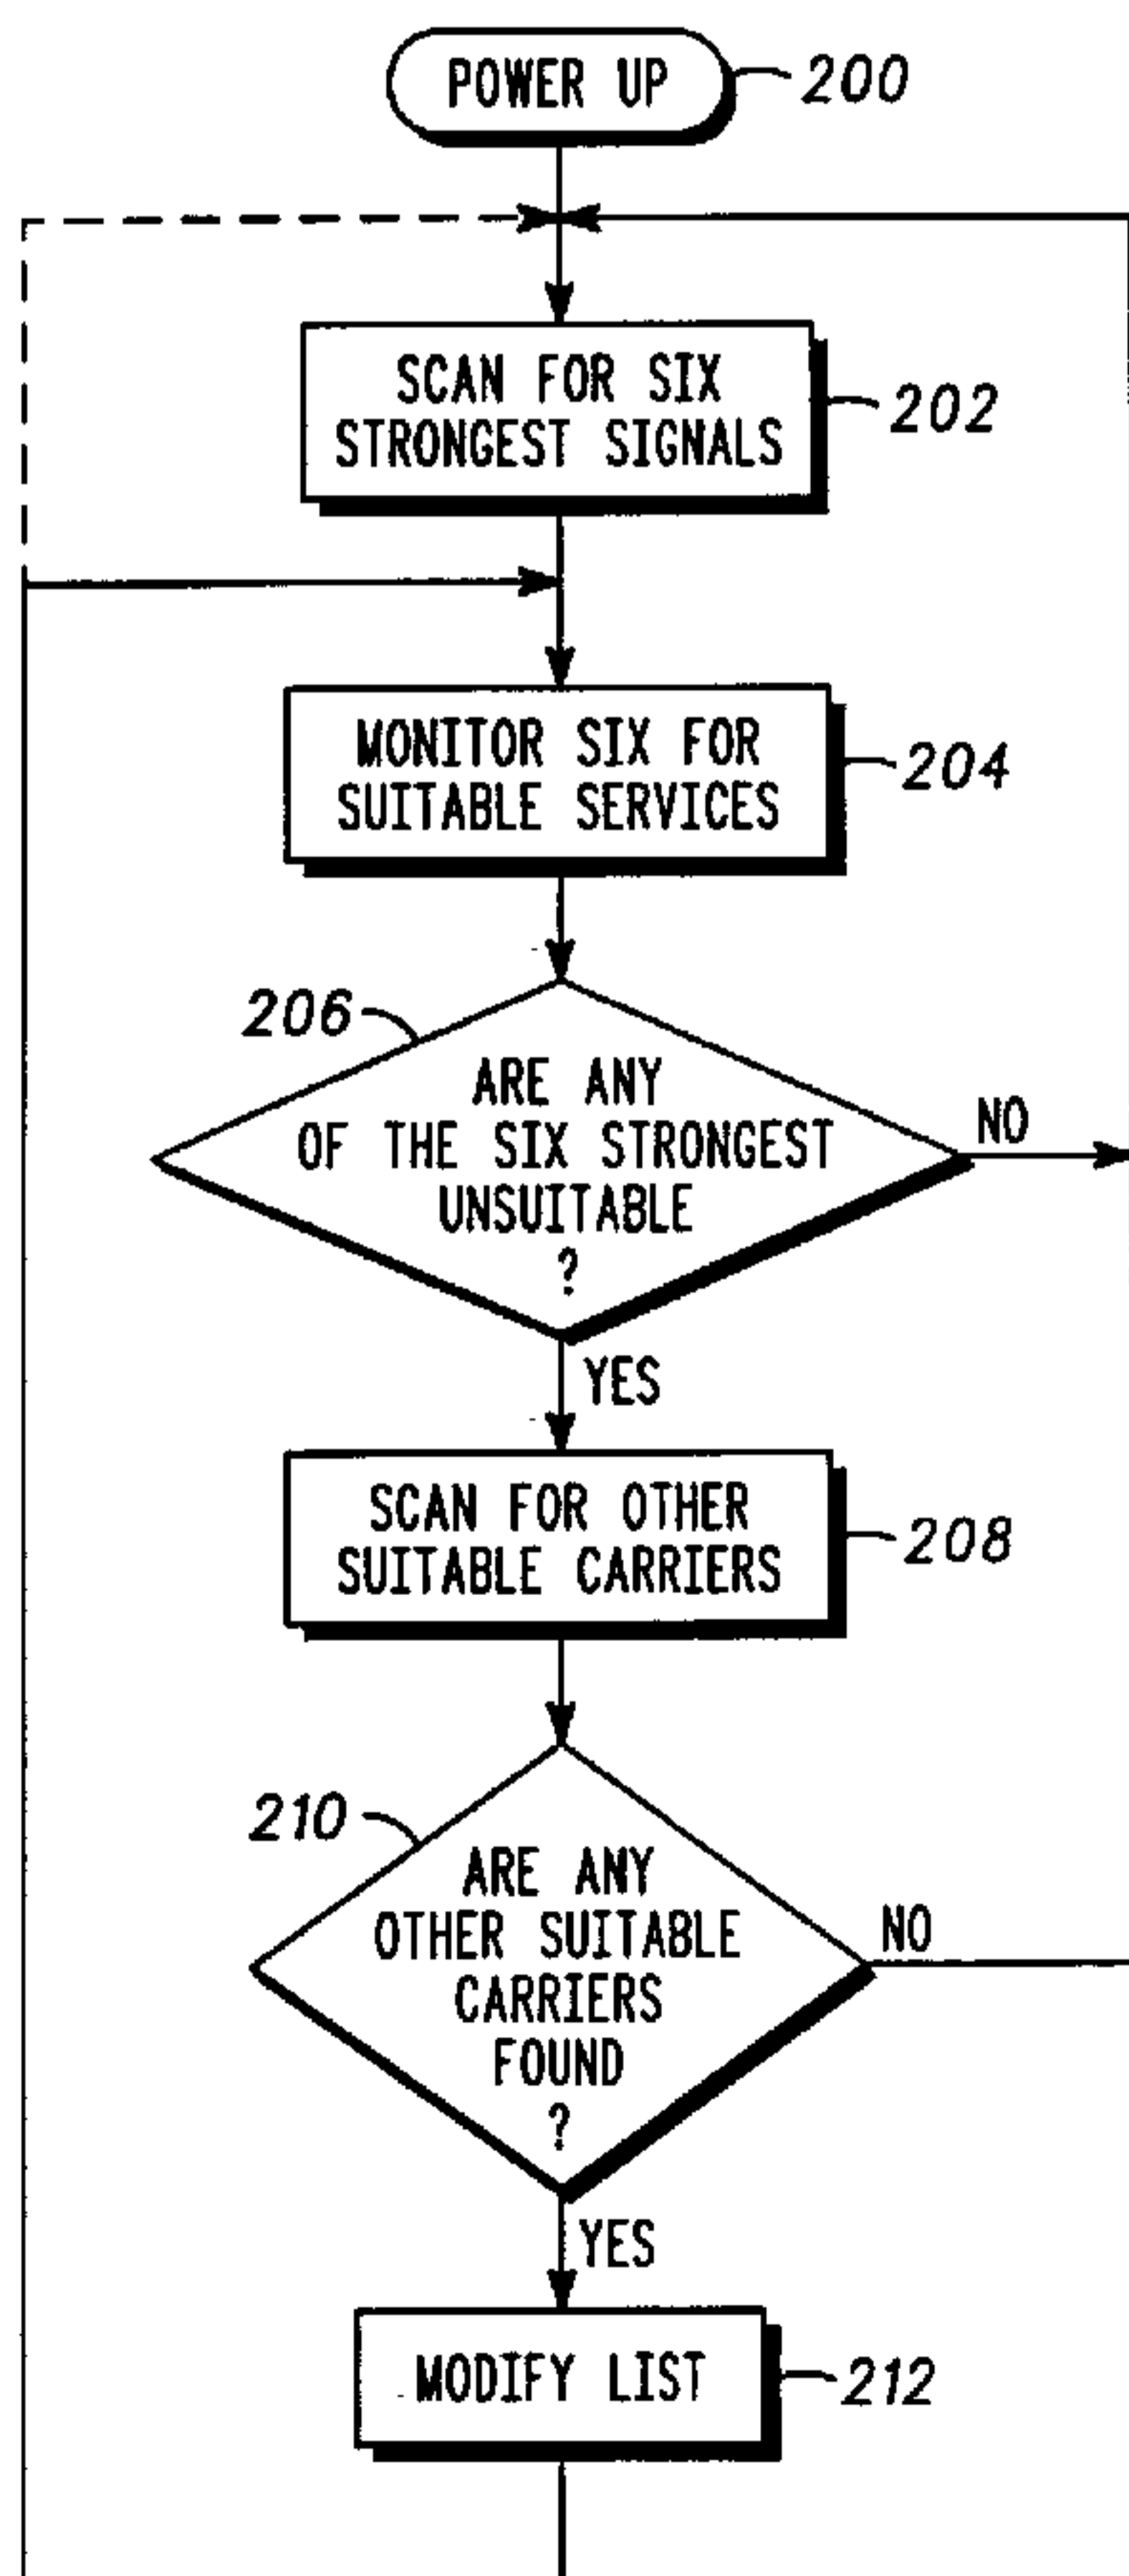 POWER UP
200
SCAN FOR SIX
STRONGEST SIGNALS
202
MONITOR SIX FOR
SUITABLE SERVICES
204
206
ARE ANY
OF THE SIX STRONGEST
UNSUITABLE
?
NO
YES
SCAN FOR OTHER
SUITABLE CARRIERS
208
210
ARE ANY
OTHER SUITABLE
CARRIERS
FOUND
?
NO
YES
MODIFY LIST
212